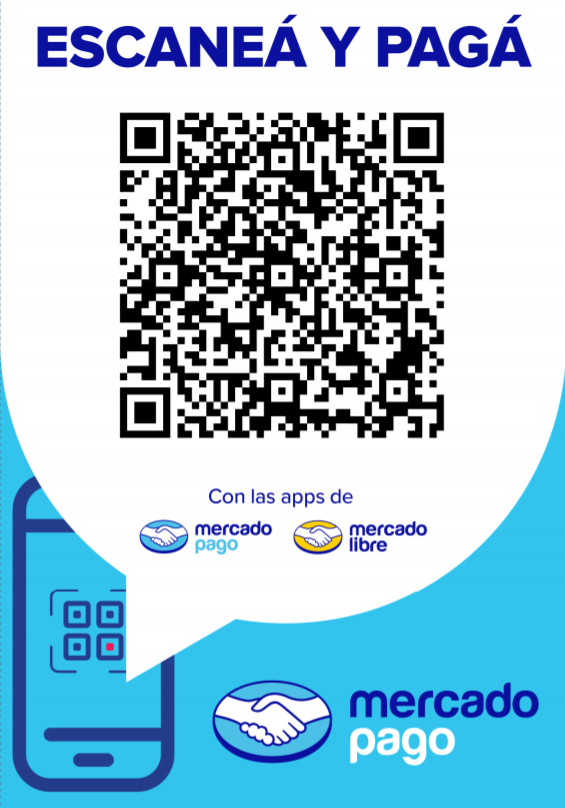 ESCANEÁ Y PAGÁ
Con las apps de
mercado
pago
mercado
libre
mercado
pago